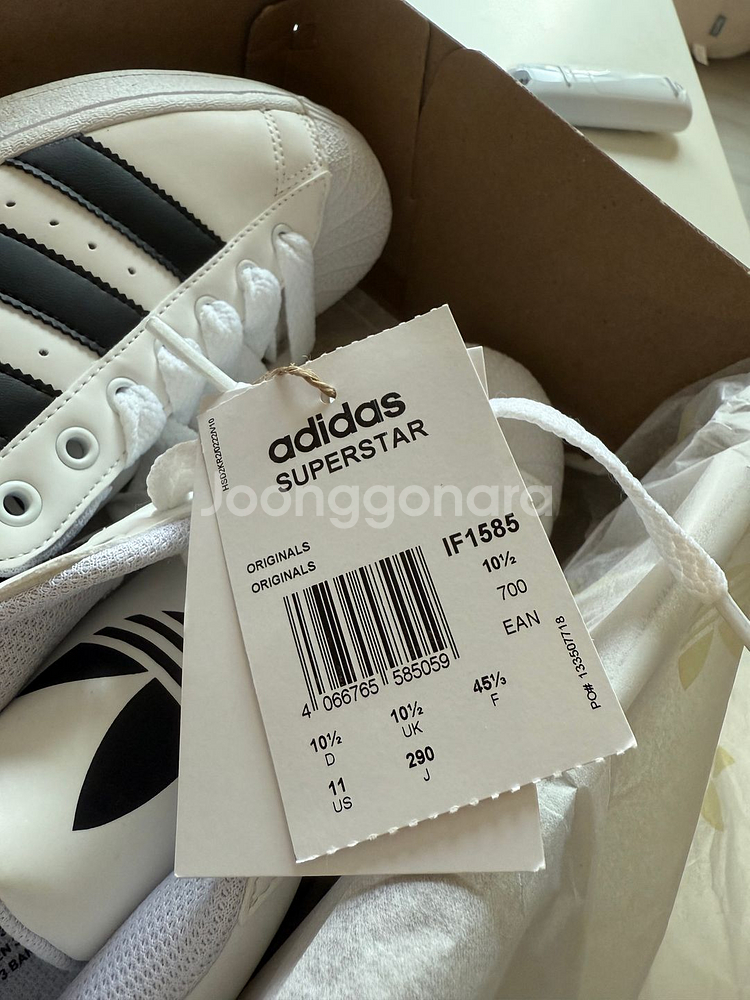 adidas
SUPERSTAR
HSD2KR2022ZN10
Joonggonara
ORIGINALS
ORIGINALS
IF1585
10½
700
EAN
4 066765 585059
PO# 133507718
10½
D
10½
UK
45⅓
F
11
US
290
J